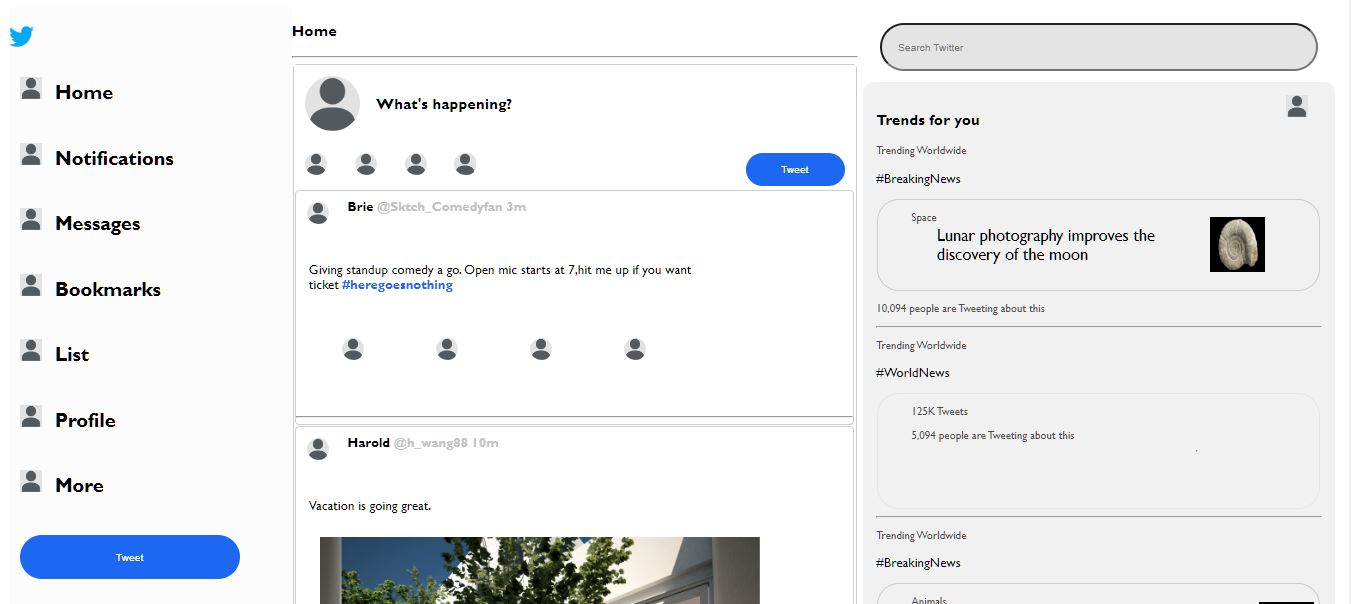 Home
Notifications
Messages
Bookmarks
List
Profile
More
Tweet
Home
What's happening?
Tweet
Brie @Sktch_Comedyfan 3m
Giving standup comedy a go. Open mic starts at 7,hit me up if you want
ticket #heregoesnothing
Harold @h_wang88 10m
Vacation is going great.
Search Twitter
Trends for you
Trending Worldwide
#BreakingNews
Space
Lunar photography improves the
discovery of the moon
10,094 people are Tweeting about this
Trending Worldwide
#WorldNews
125K Tweets
5,094 people are Tweeting about this
Trending Worldwide
#BreakingNews
Animals